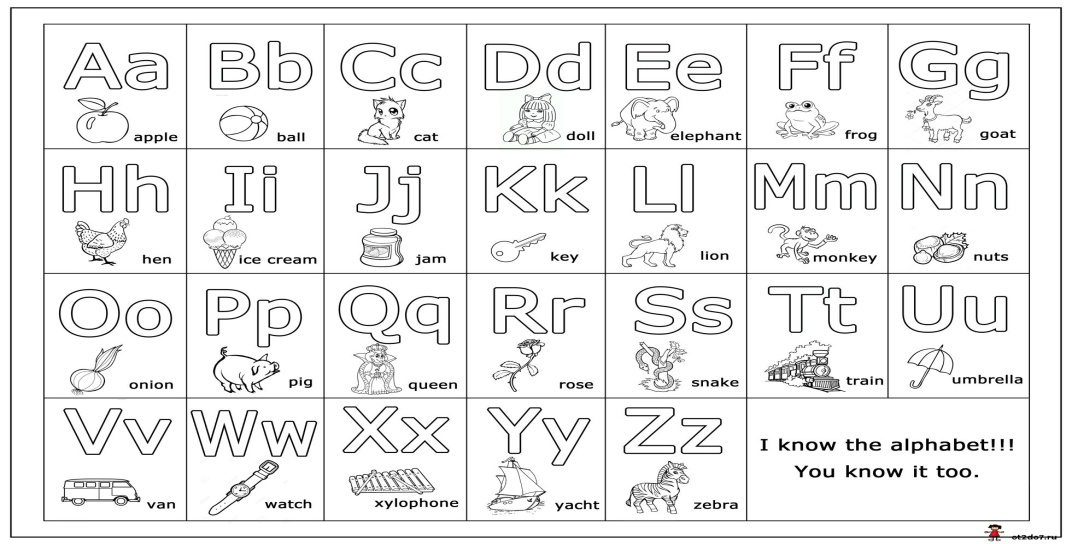 Aa
apple
Bb
ball
Cc
cat
Dd
doll
Ee
elephant
Ff
frog
Gg
goat
Hh
hen
Ii
ice cream
Jj
jam
Kk
key
Ll
lion
Mm
monkey
Nn
nuts
Oo
onion
Pp
pig
Qq
queen
Rr
rose
Ss
snake
Tt
train
Uu
umbrella
Vv
van
Ww
watch
Xx
xylophone
Yy
yacht
Zz
zebra
I know the alphabet!!!
You know it too.
ot2do7.ru